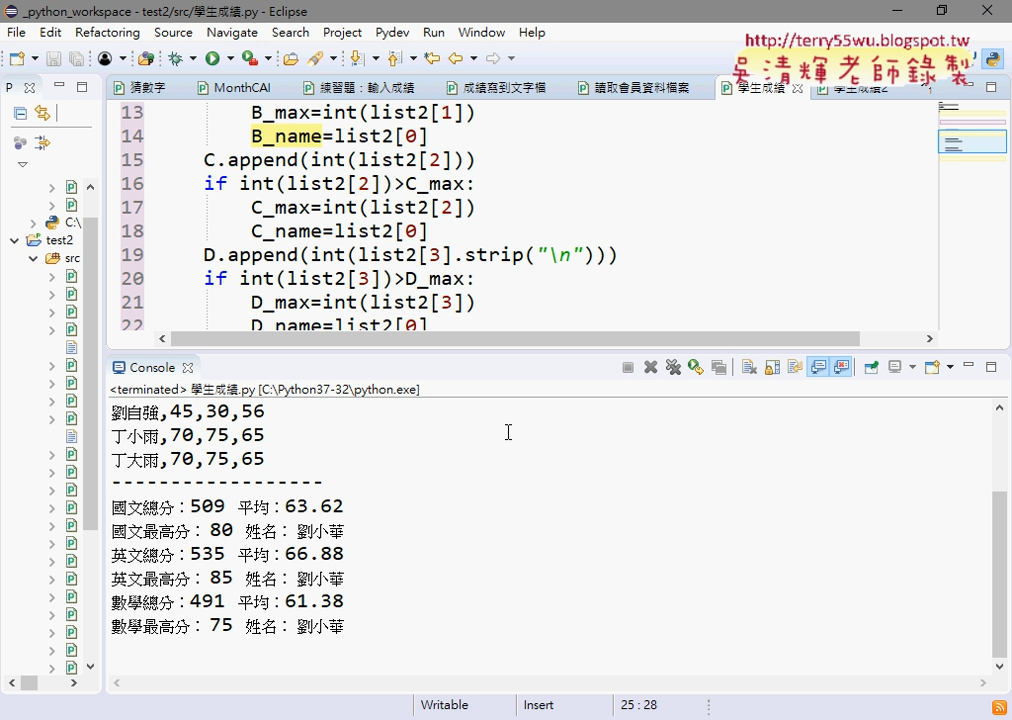 _python_workspace - test2/src/學生成績.py - Eclipse
File Edit Refactoring Source Navigate Search Project Pydev Run Window Help
http://terry55wu.blogspot.tw
吳清輝老師錄製
P
猜數字 MonthCAl 練習題：輸入成績 成績寫到文字檔 讀取會員資料檔案 學生成績 學生成績2
13 B_max=int(list2[1])
14 B_name=list2[0]
15 C.append(int(list2[2]))
16 if int(list2[2])>C_max:
17 C_max=int(list2[2])
18 C_name=list2[0]
19 D.append(int(list2[3].strip("\n")))
20 if int(list2[3])>D_max:
21 D_max=int(list2[3])
22 D_name=list2[0]
C:\
test2
src
Console
<terminated> 學生成績.py [C:\Python37-32\python.exe]
劉自強,45,30,56
丁小雨,70,75,65
丁大雨,70,75,65
------------------
國文總分：509 平均：63.62
國文最高分： 80 姓名： 劉小華
英文總分：535 平均：66.88
英文最高分： 85 姓名： 劉小華
數學總分：491 平均：61.38
數學最高分： 75 姓名： 劉小華
Writable Insert 25 : 28